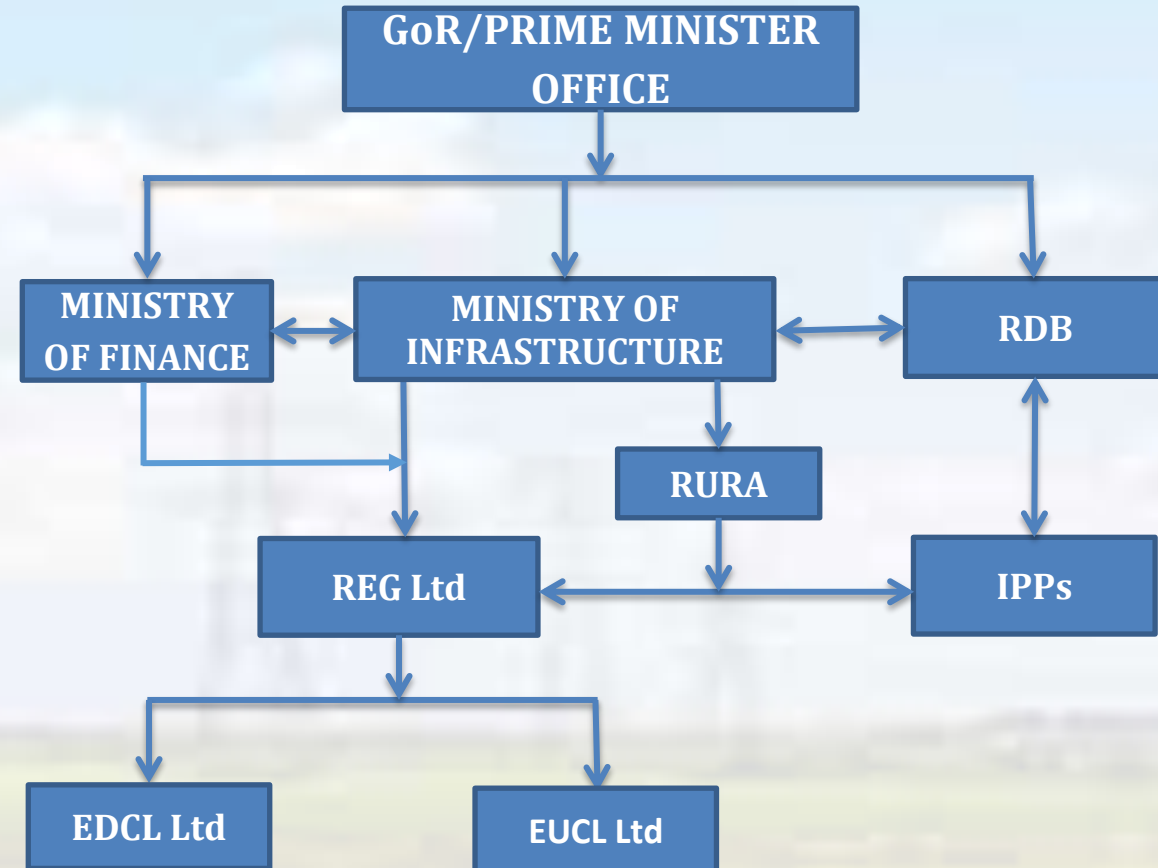 GoR/PRIME MINISTER
OFFICE
MINISTRY
OF FINANCE
MINISTRY OF
INFRASTRUCTURE
RDB
RURA
REG Ltd
IPPs
EDCL Ltd
EUCL Ltd